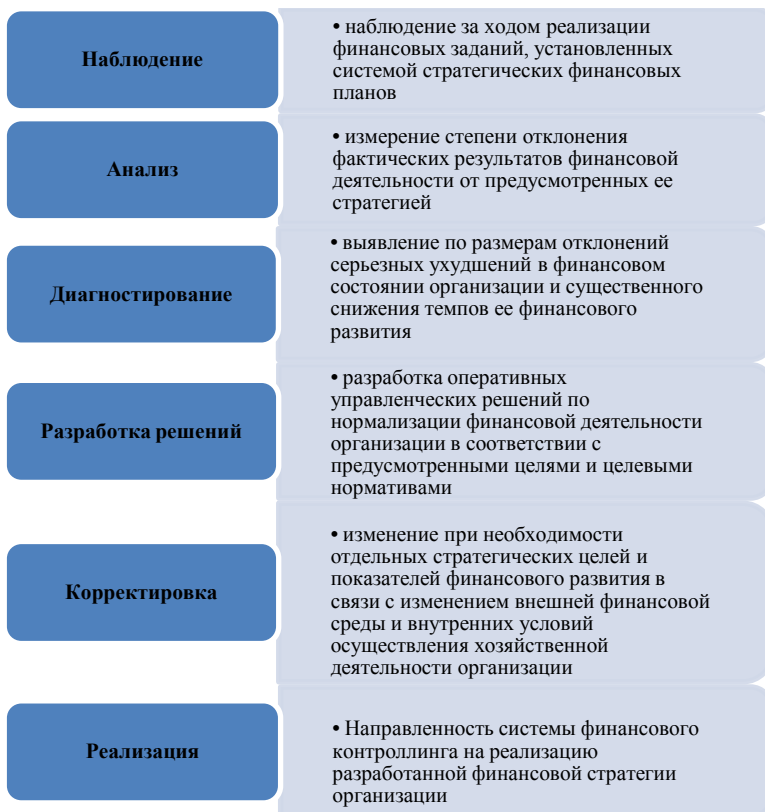 Наблюдение
• наблюдение за ходом реализации
финансовых заданий, установленных
системой стратегических финансовых
планов
Анализ
• измерение степени отклонения
фактических результатов финансовой
деятельности от предусмотренных ее
стратегией
Диагностирование
• выявление по размерам отклонений
серьезных ухудшений в финансовом
состоянии организации и существенного
снижения темпов ее финансового
развития
Разработка решений
• разработка оперативных
управленческих решений по
нормализации финансовой деятельности
организации в соответствии с
предусмотренными целями и целевыми
нормативами
Корректировка
• изменение при необходимости
отдельных стратегических целей и
показателей финансового развития в
связи с изменением внешней финансовой
среды и внутренних условий
осуществления хозяйственной
деятельности организации
Реализация
• Направленность системы финансового
контроллинга на реализацию
разработанной финансовой стратегии
организации